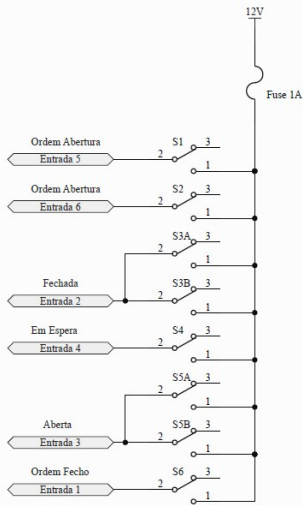 12V
Fuse 1A
Ordem Abertura
Entrada 5
2
S1
3
1
Ordem Abertura
Entrada 6
2
S2
3
1
S3A
2
3
1
Fechada
Entrada 2
2
S3B
3
1
Em Espera
Entrada 4
2
S4
3
1
S5A
2
3
1
Aberta
Entrada 3
2
S5B
3
1
Ordem Fecho
Entrada 1
2
S6
3
1